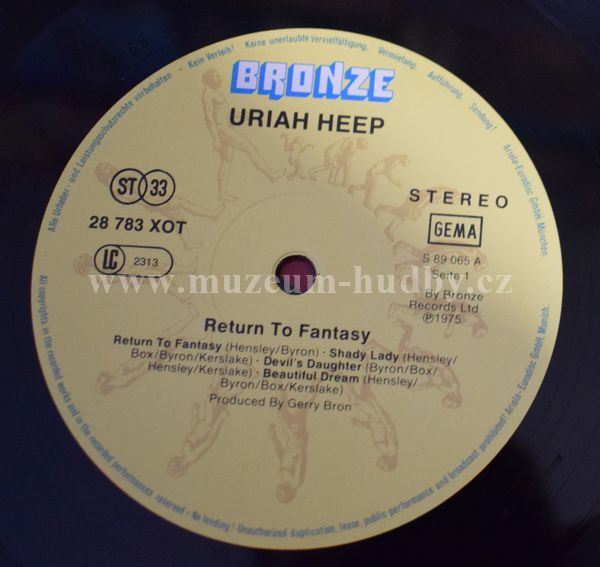 Alle Urheber- und Leistungsschutzrechte vorbehalten - Kein Verleih! Keine unerlaubte Vervielfältigung, Vermietung, Aufführung, Sendung! Ariola-Eurodisc GmbH, München.
BRONZE
URIAH HEEP
ST 33
STEREO
28 783 XOT
GEMA
LC 2313
S 89 065 A
Seite 1
www.muzeum-hudby.cz
By Bronze
Records Ltd.
℗1975
Return To Fantasy
Return To Fantasy (Hensley/Byron) · Shady Lady (Hensley/
Box/Byron/Kerslake) · Devil's Daughter (Byron/Box/
Hensley/Kerslake) · Beautiful Dream (Hensley/
Byron/Box/Kerslake)
Produced By Gerry Bron
All copyrights in the recorded works and in the recorded performances reserved - No lending! Unauthorized duplication, lease, public performance and broadcast prohibited! Ariola-Eurodisc GmbH, Munich.